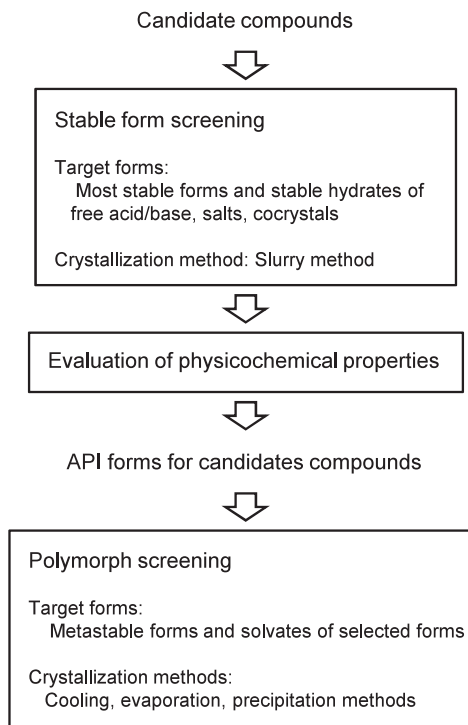 Candidate compounds
Stable form screening
Target forms:
Most stable forms and stable hydrates of
free acid/base, salts, cocrystals
Crystallization method: Slurry method
Evaluation of physicochemical properties
API forms for candidates compounds
Polymorph screening
Target forms:
Metastable forms and solvates of selected forms
Crystallization methods:
Cooling, evaporation, precipitation methods